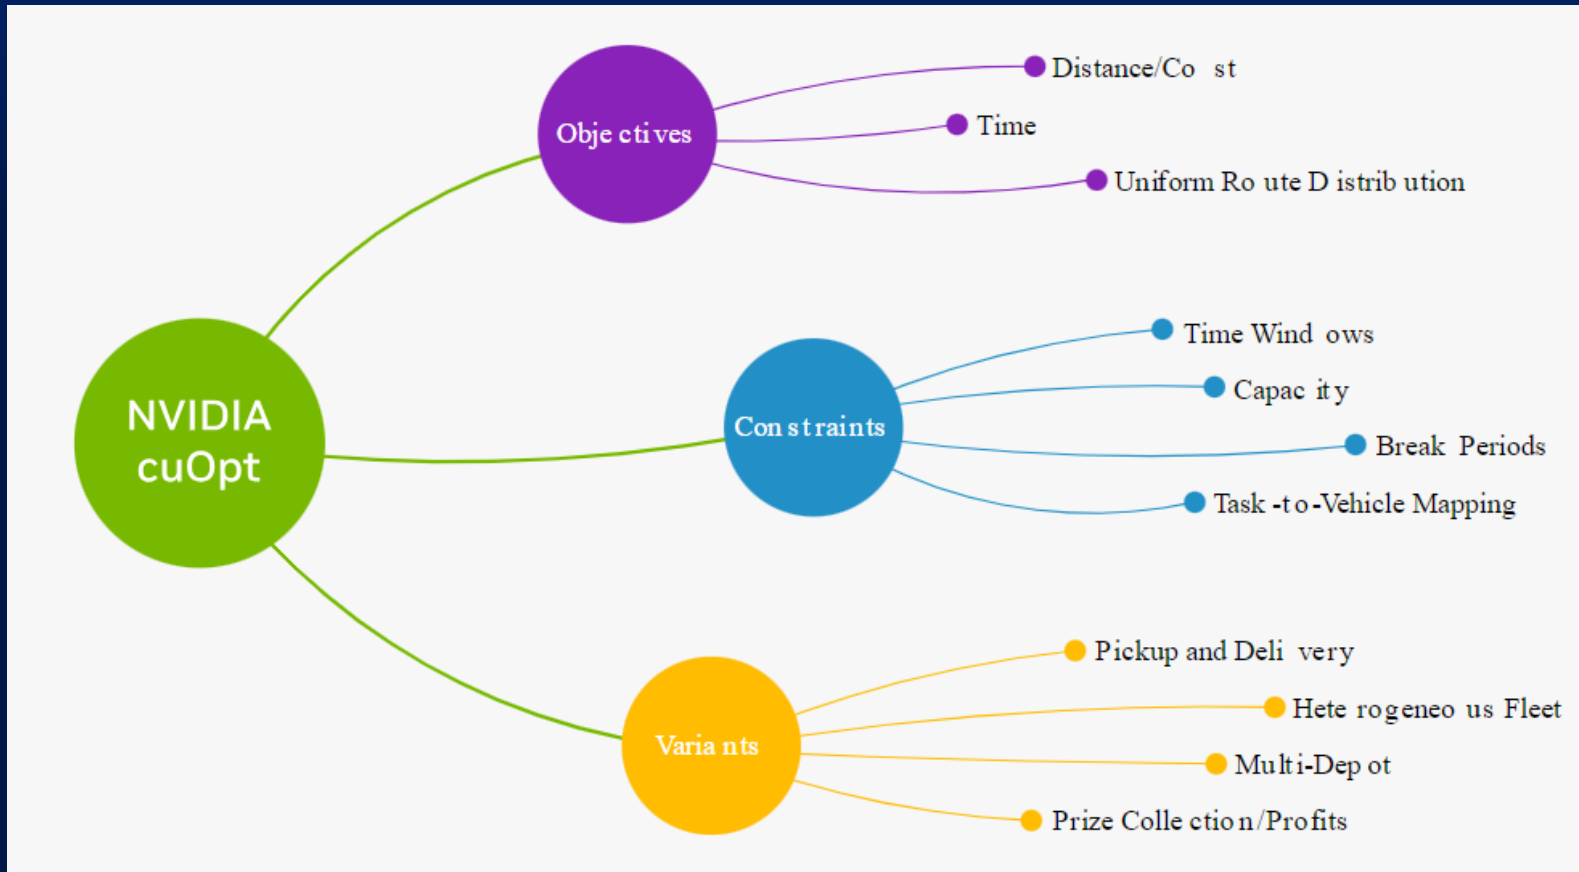 Objectives
Distance/Cost
Time
Uniform Route Distribution
NVIDIA
cuOpt
Constraints
Time Windows
Capacity
Break Periods
Task-to-Vehicle Mapping
Variants
Pickup and Delivery
Heterogeneous Fleet
Multi-Depot
Prize Collection/Profits